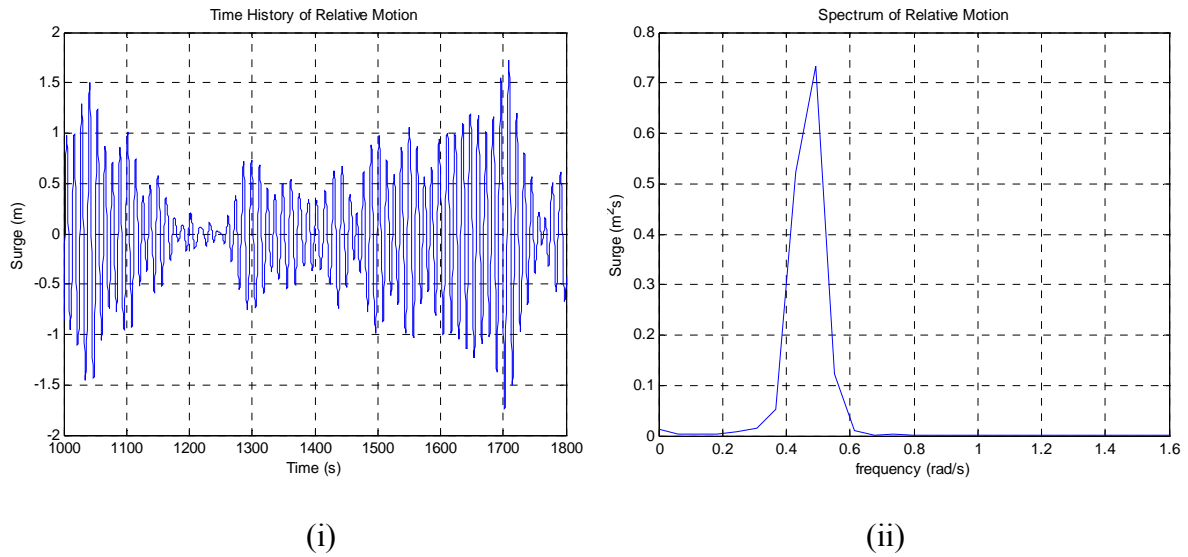 Time History of Relative Motion
2
1.5
1
0.5
0
-0.5
-1
-1.5
-2
Surge (m)
1000 1100 1200 1300 1400 1500 1600 1700 1800
Time (s)
(i)
Spectrum of Relative Motion
0.8
0.7
0.6
0.5
0.4
0.3
0.2
0.1
0
Surge (m²s)
0 0.2 0.4 0.6 0.8 1 1.2 1.4 1.6
frequency (rad/s)
(ii)